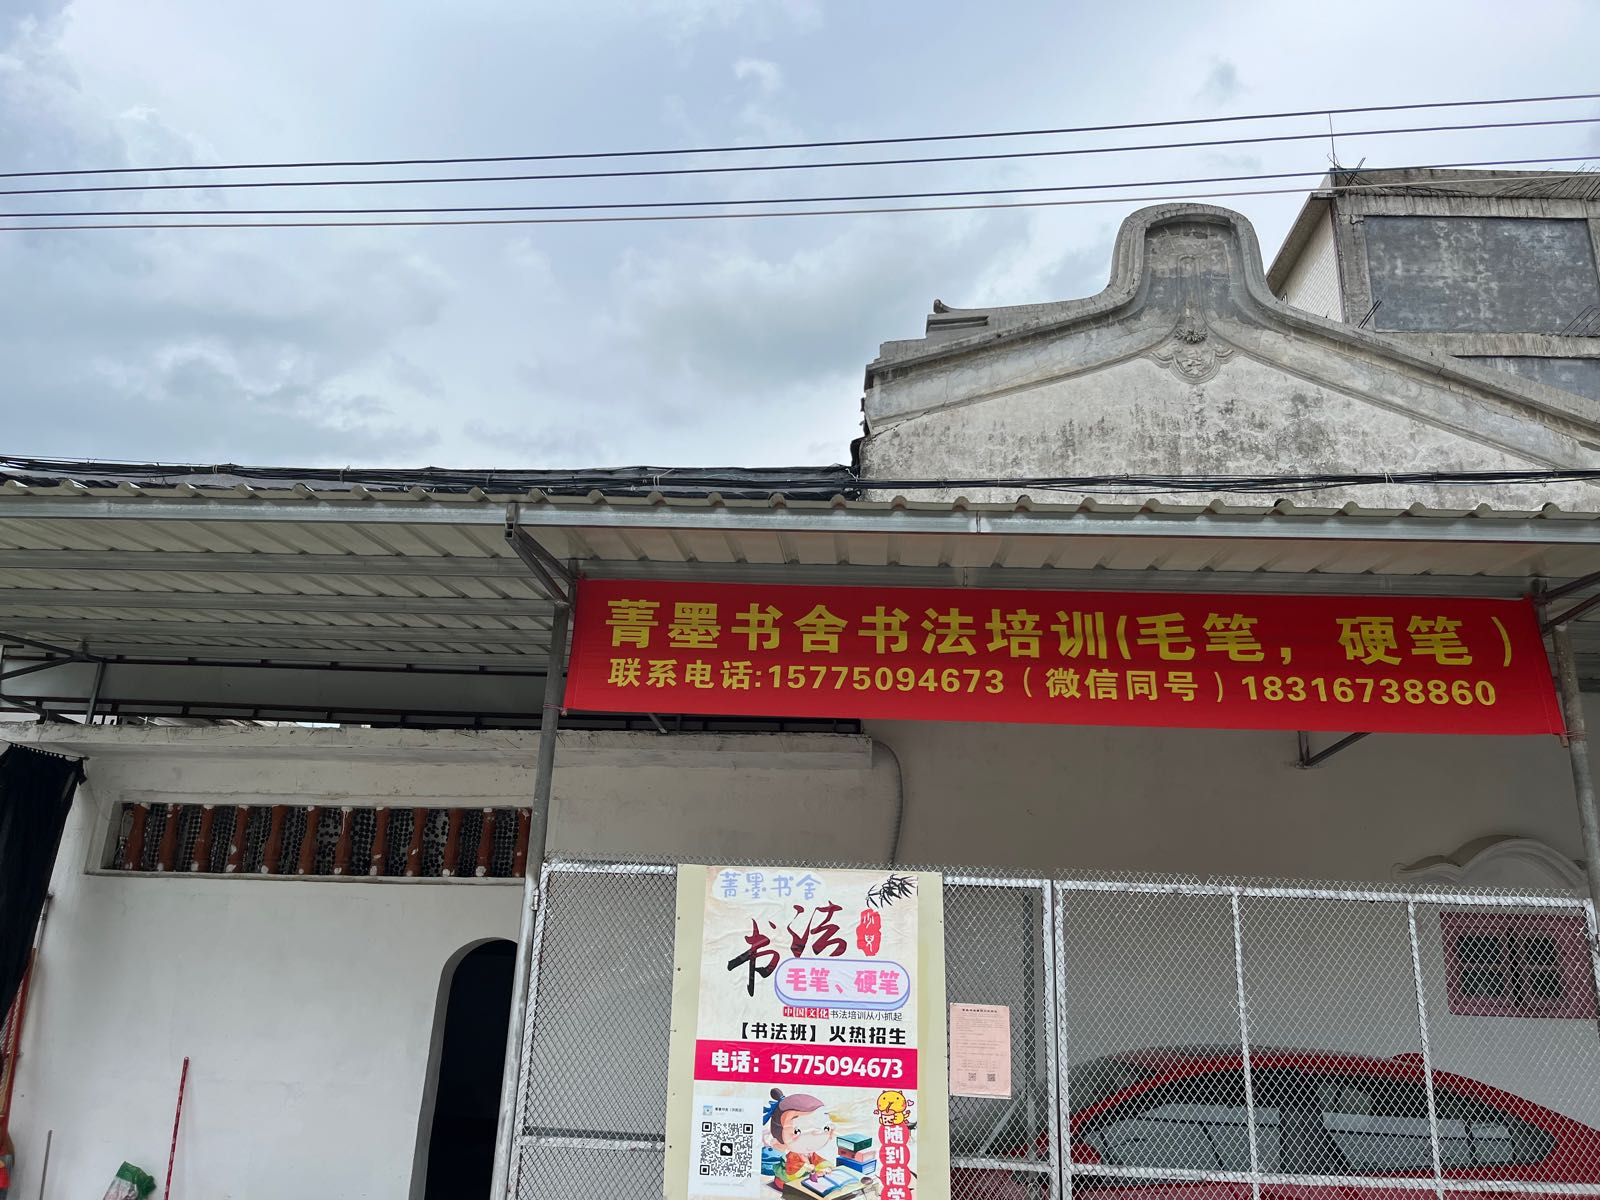 菁墨书舍书法培训(毛笔，硬笔)
联系电话:15775094673（微信同号）18316738860
菁墨书舍
书法
毛笔、硬笔
中国文化书法培训从小抓起
【书法班】火热招生
电话：15775094673
随到随学